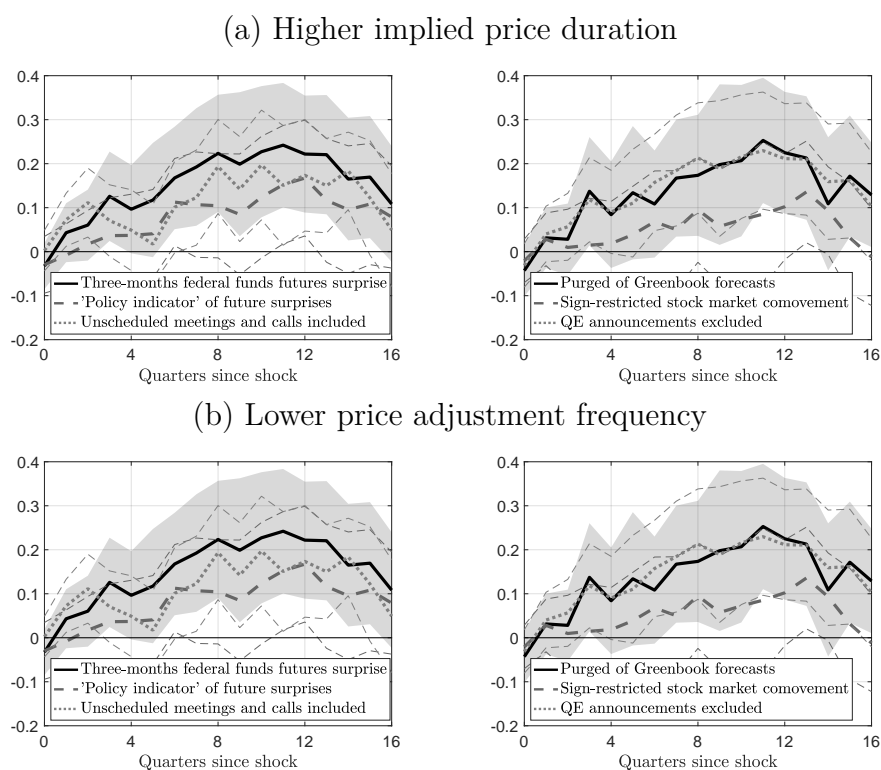 (a) Higher implied price duration
0.4
0.3
0.2
0.1
0
-0.1
-0.2
Three-months federal funds futures surprise
'Policy indicator' of future surprises
Unscheduled meetings and calls included
0 4 8 12 16
Quarters since shock
0.4
0.3
0.2
0.1
0
-0.1
-0.2
Purged of Greenbook forecasts
Sign-restricted stock market comovement
QE announcements excluded
0 4 8 12 16
Quarters since shock
(b) Lower price adjustment frequency
0.4
0.3
0.2
0.1
0
-0.1
-0.2
Three-months federal funds futures surprise
'Policy indicator' of future surprises
Unscheduled meetings and calls included
0 4 8 12 16
Quarters since shock
0.4
0.3
0.2
0.1
0
-0.1
-0.2
Purged of Greenbook forecasts
Sign-restricted stock market comovement
QE announcements excluded
0 4 8 12 16
Quarters since shock